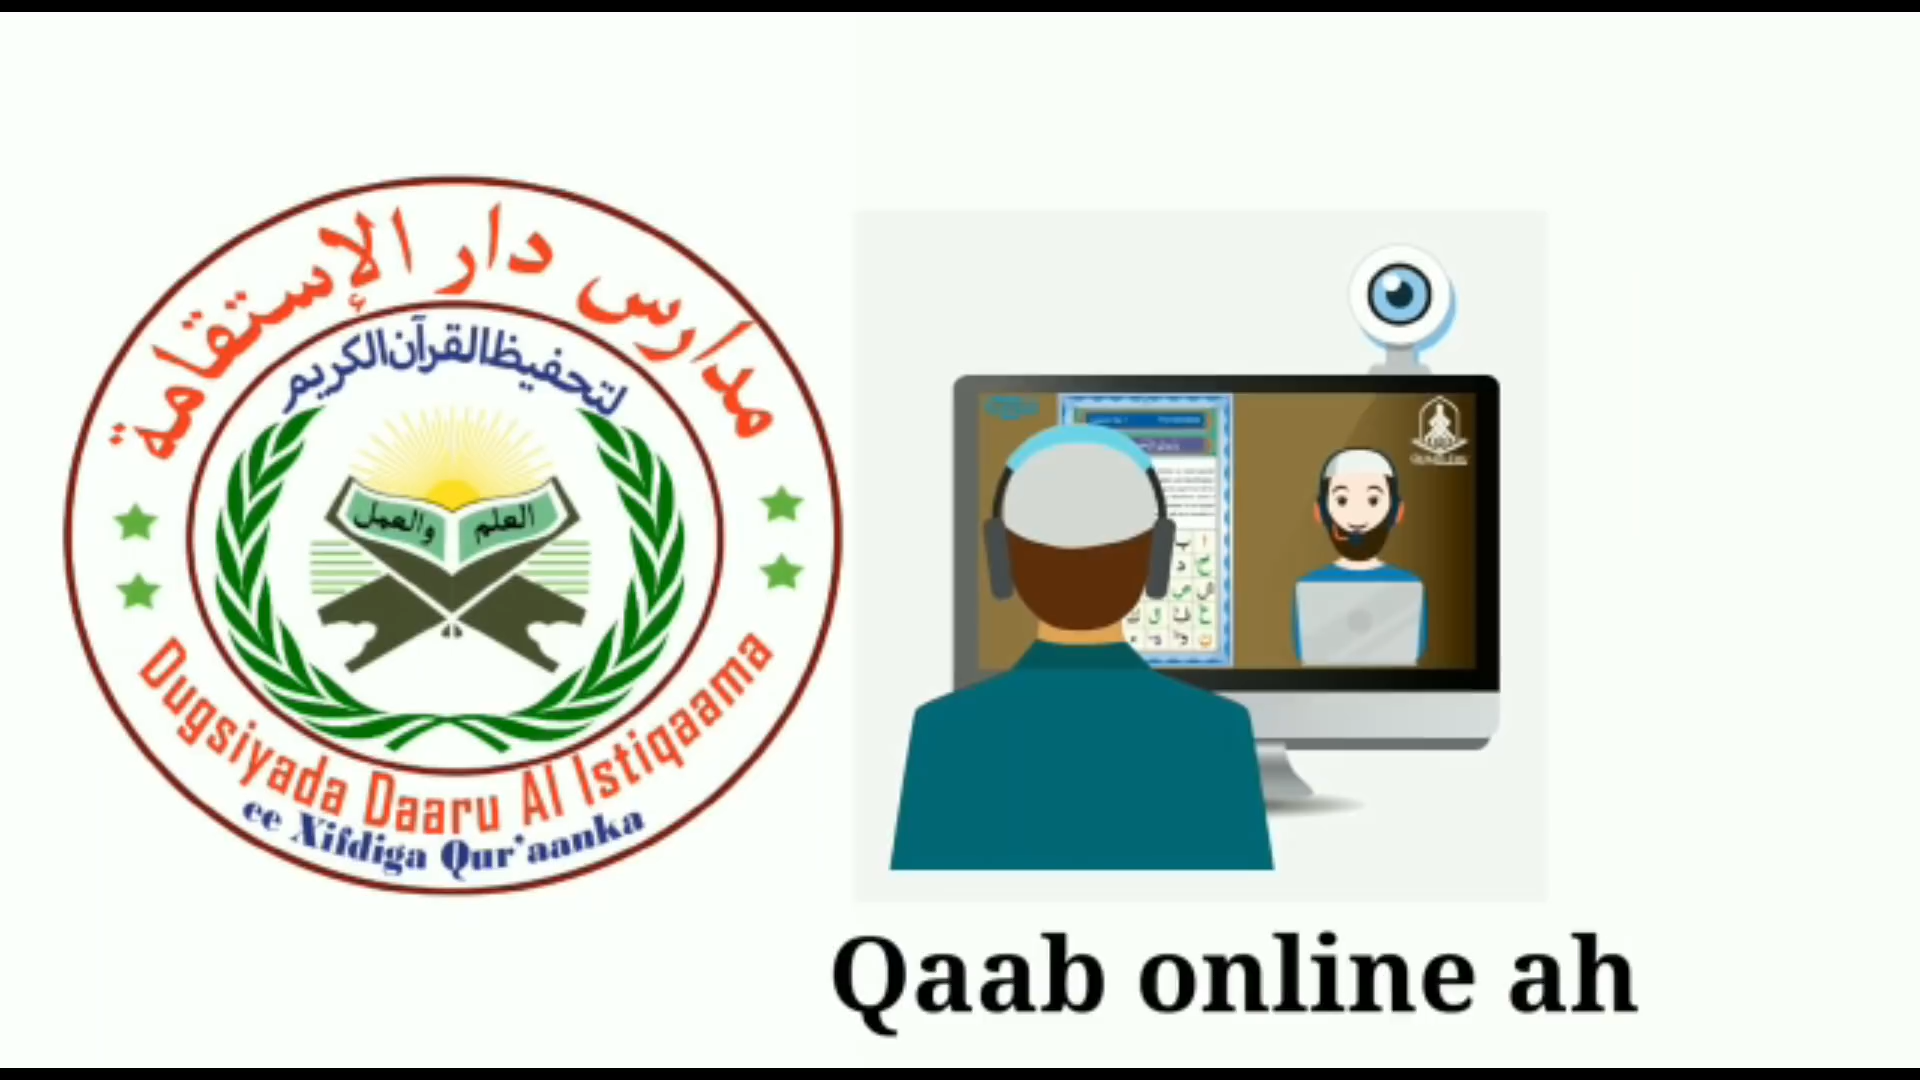 مدارس دار الإستقامة
لتحفيظ القرآن الكريم
العلم والعمل
Dugsiyada Daaru Al Istiqaama
ee Xifdiga Qur'aanka
Qaab online ah